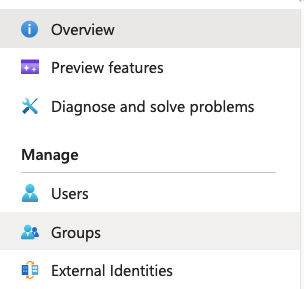 Overview
Preview features
Diagnose and solve problems
Manage
Users
Groups
External Identities